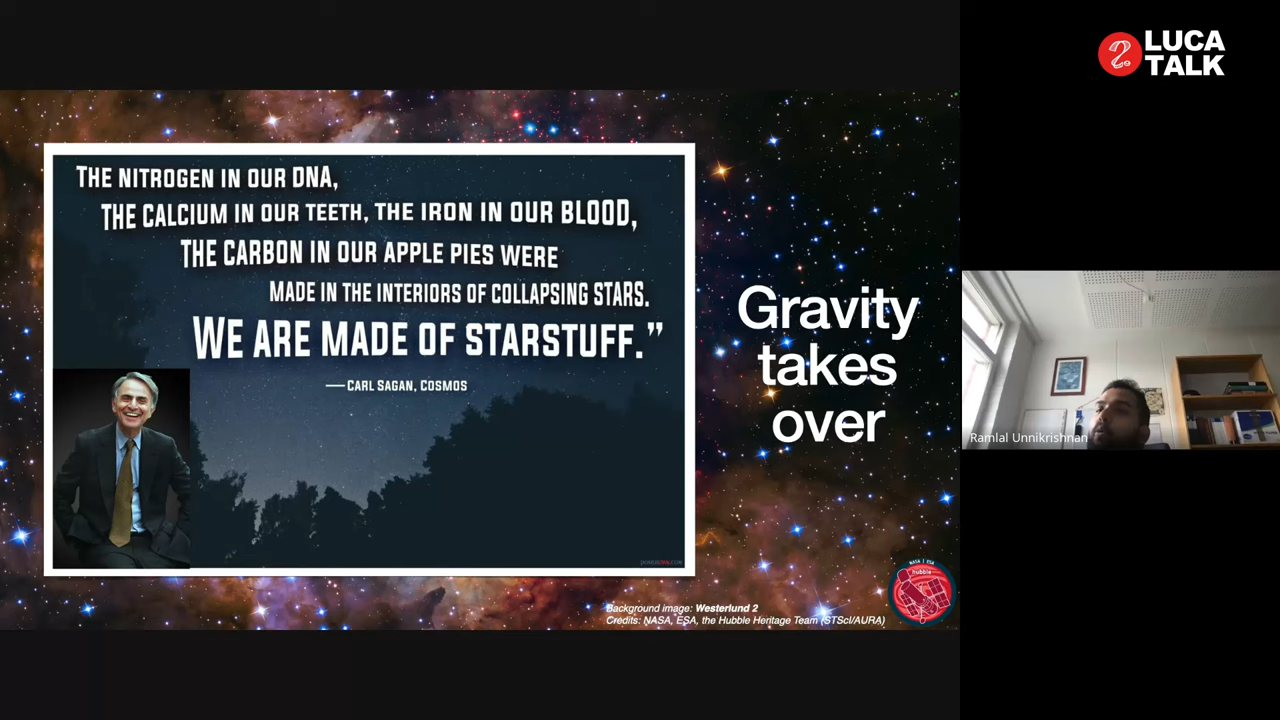 LUCA
TALK
THE NITROGEN IN OUR DNA,
THE CALCIUM IN OUR TEETH, THE IRON IN OUR BLOOD,
THE CARBON IN OUR APPLE PIES WERE
MADE IN THE INTERIORS OF COLLAPSING STARS.
WE ARE MADE OF STARSTUFF.”
—CARL SAGAN, COSMOS
Gravity
takes
over
Ramlal Unnikrishnan
NASA | ESA
hubble
Background image: Westerlund 2
Credits: NASA, ESA, the Hubble Heritage Team (STScI/AURA)